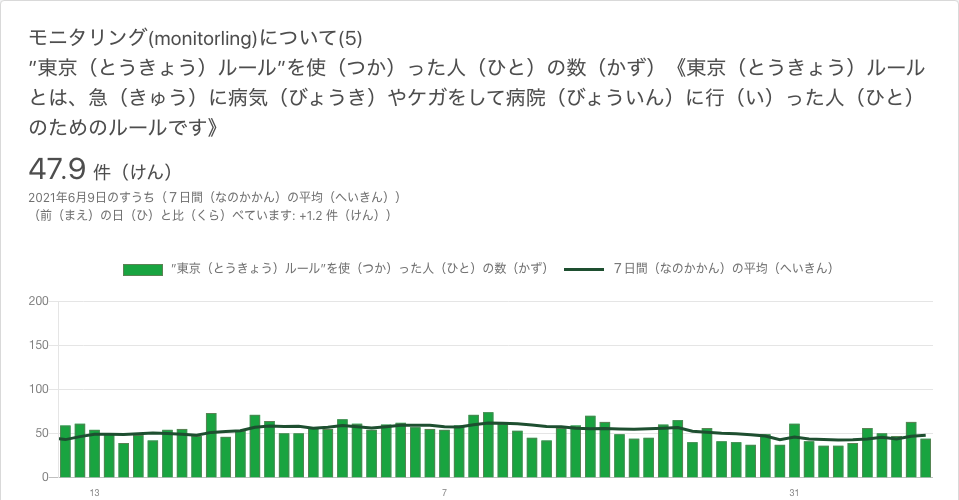 モニタリング(monitorling)について(5)
”東京（とうきょう）ルール”を使（つか）った人（ひと）の数（かず）《東京（とうきょう）ルール
とは、急（きゅう）に病気（びょうき）やケガをして病院（びょういん）に行（い）った人（ひと）
のためのルールです》
47.9 件（けん）
2021年6月9日のすうち（７日間（なのかかん）の平均（へいきん））
（前（まえ）の日（ひ）と比（くら）べています: +1.2 件（けん））
”東京（とうきょう）ルール”を使（つか）った人（ひと）の数（かず） ７日間（なのかかん）の平均（へいきん）
200
150
100
50
0
13 7 31